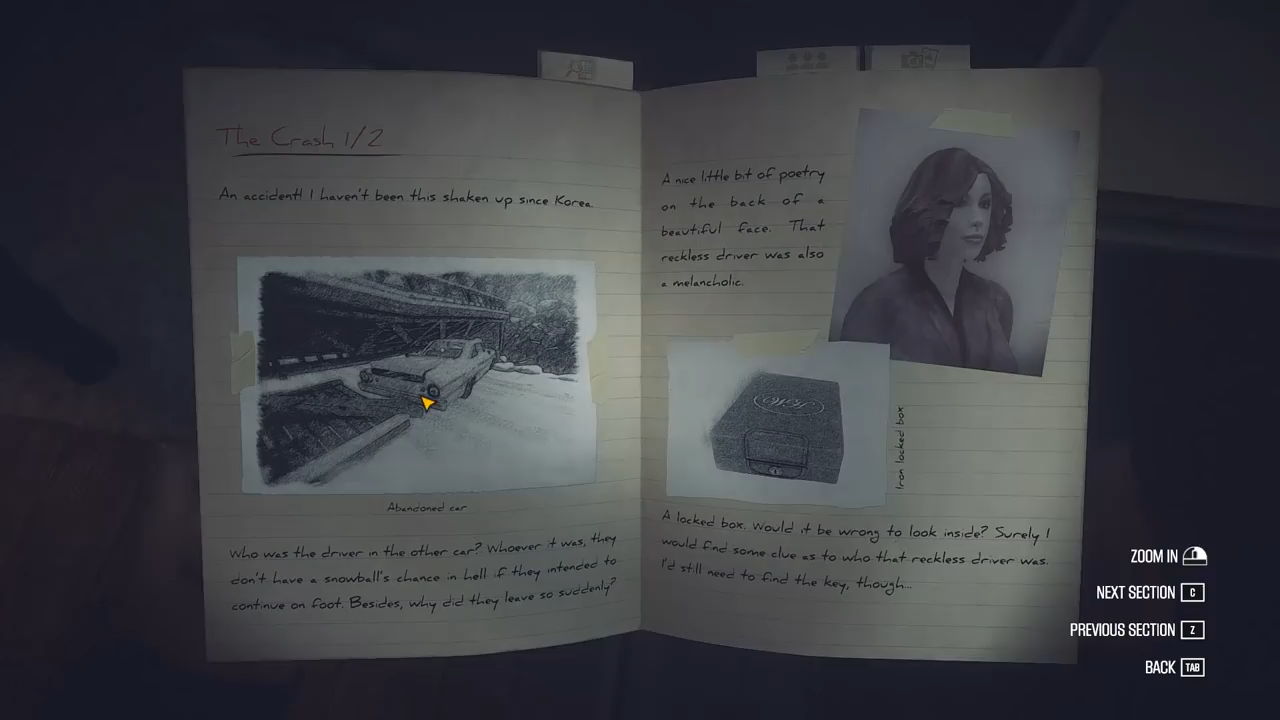 The Crash 1/2
An accident! I haven't been this shaken up since Korea.
Abandoned car
Who was the driver in the other car? Whoever it was, they
don't have a snowball's chance in hell if they intended to
continue on foot. Besides, why did they leave so suddenly?
A nice little bit of poetry
on the back of a
beautiful face. That
reckless driver was also
a melancholic.
Iron locked box
A locked box. Would it be wrong to look inside? Surely I
would find some clue as to who that reckless driver was.
I'd still need to find the key, though...
ZOOM IN
NEXT SECTION C
PREVIOUS SECTION Z
BACK TAB